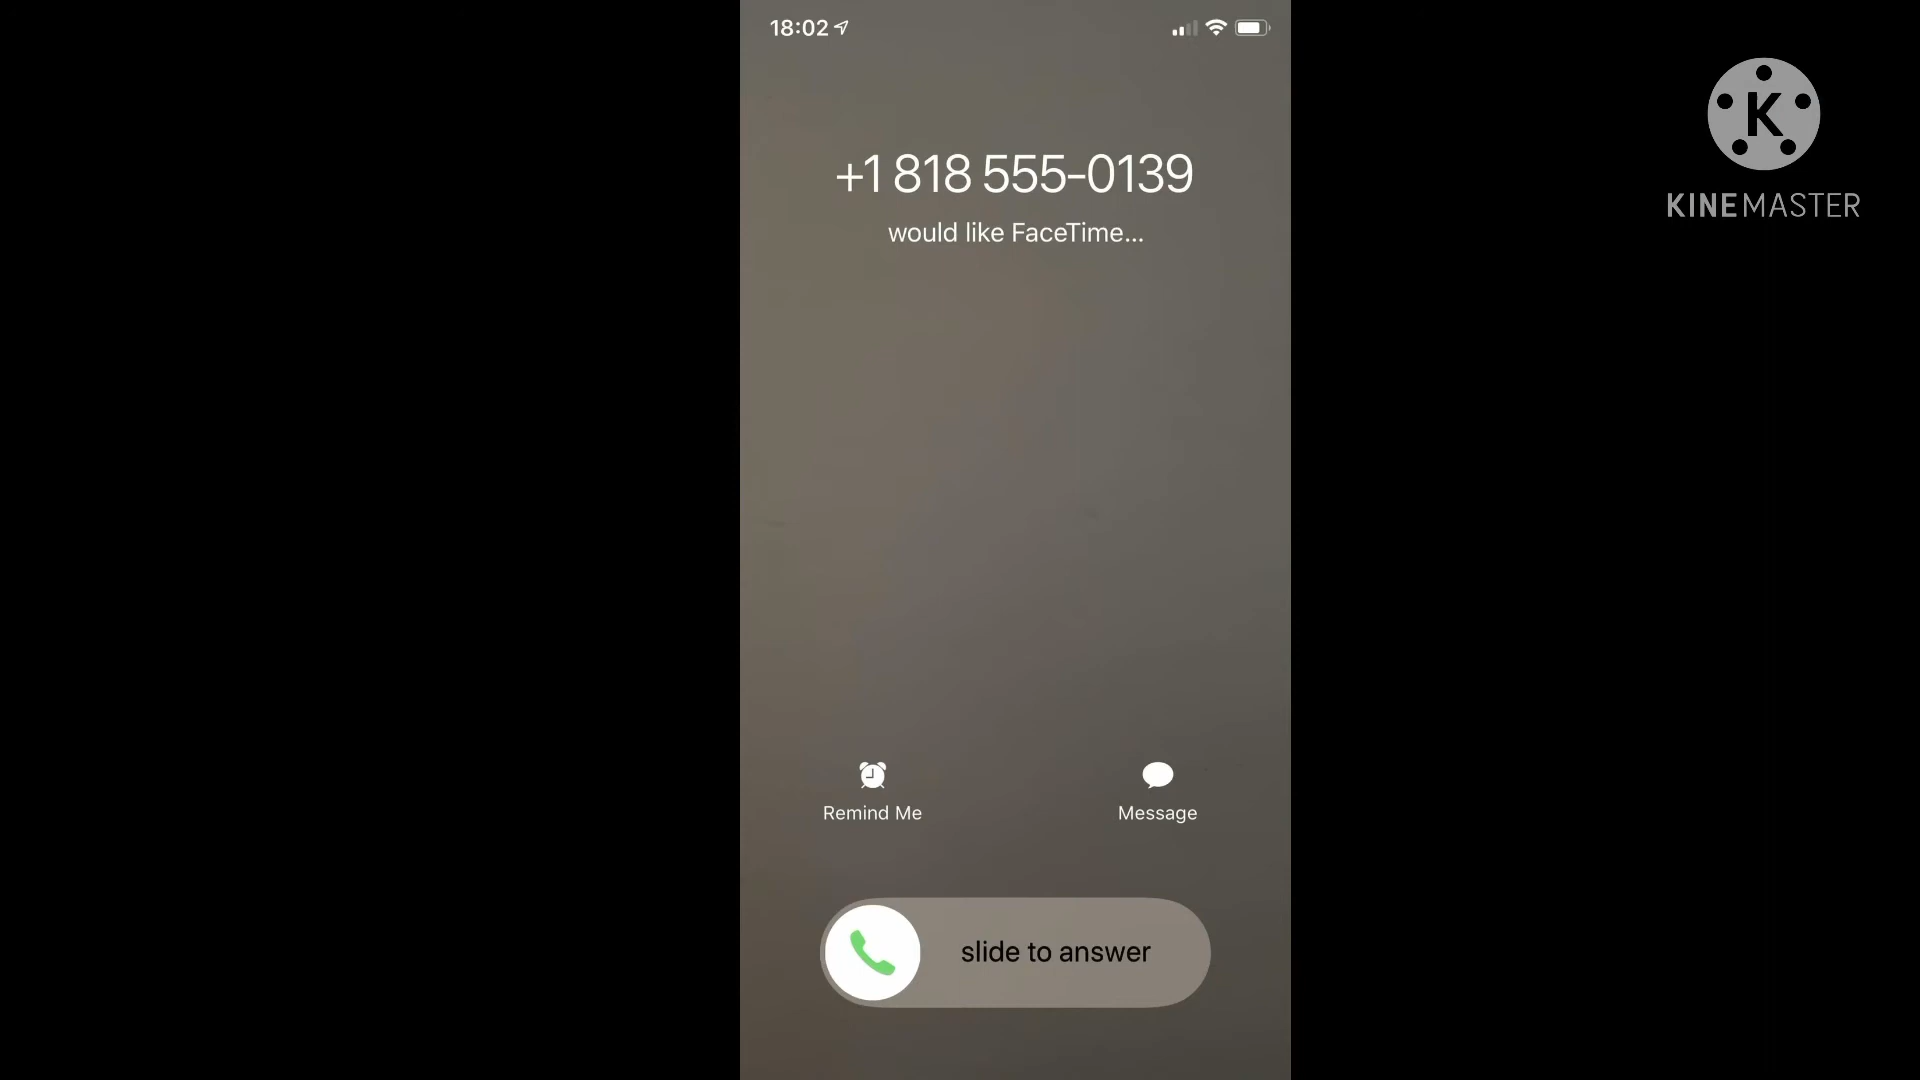 18:02
K
KINEMASTER
+1 818 555-0139
would like FaceTime...
Remind Me
Message
slide to answer